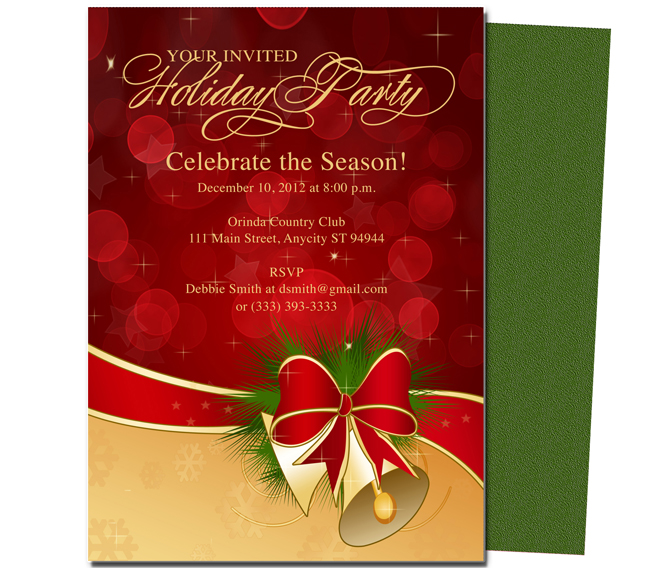 YOUR INVITED
Holiday Party
Celebrate the Season!
December 10, 2012 at 8:00 p.m.
Orinda Country Club
111 Main Street, Anycity ST 94944
RSVP
Debbie Smith at dsmith@gmail.com
or (333) 393-3333